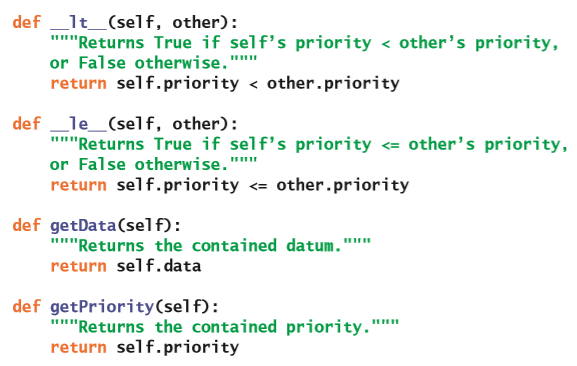 def __lt__(self, other):
    """Returns True if self’s priority < other’s priority,
    or False otherwise."""
    return self.priority < other.priority

def __le__(self, other):
    """Returns True if self’s priority <= other’s priority,
    or False otherwise."""
    return self.priority <= other.priority

def getData(self):
    """Returns the contained datum."""
    return self.data

def getPriority(self):
    """Returns the contained priority."""
    return self.priority